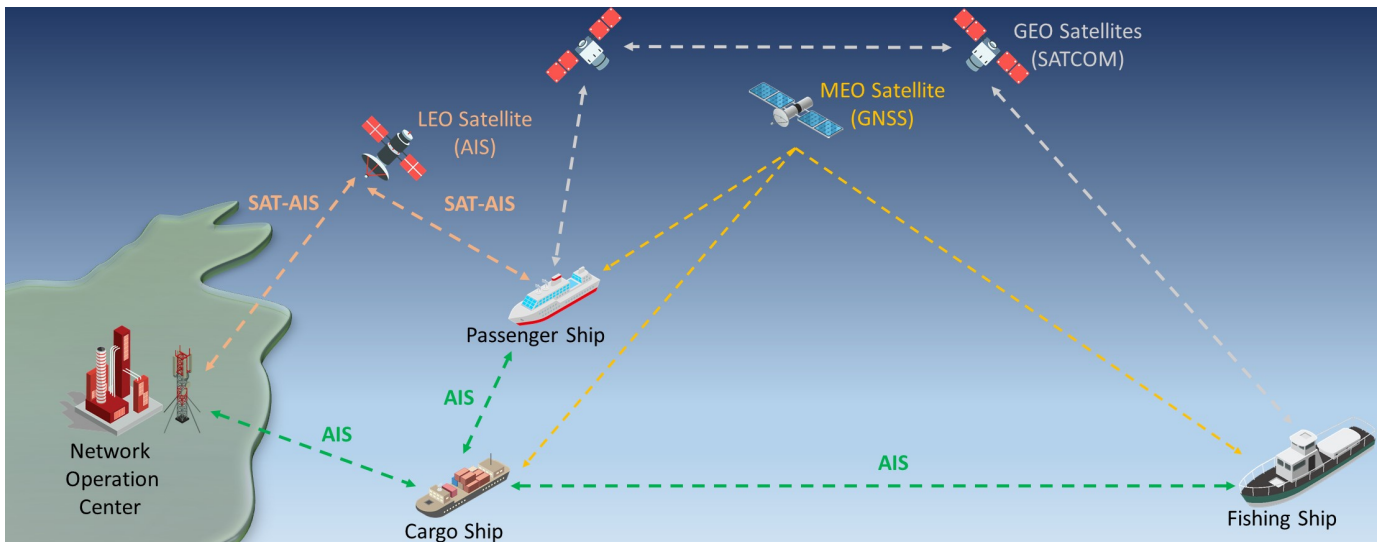 GEO Satellites
(SATCOM)
MEO Satellite
(GNSS)
LEO Satellite
(AIS)
SAT-AIS
SAT-AIS
Passenger Ship
AIS
AIS
AIS
Network
Operation
Center
Cargo Ship
Fishing Ship